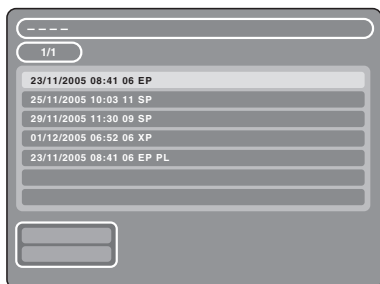 – – – –
1/1
23/11/2005 08:41 06 EP
25/11/2005 10:03 11 SP
29/11/2005 11:30 09 SP
01/12/2005 06:52 06 XP
23/11/2005 08:41 06 EP PL